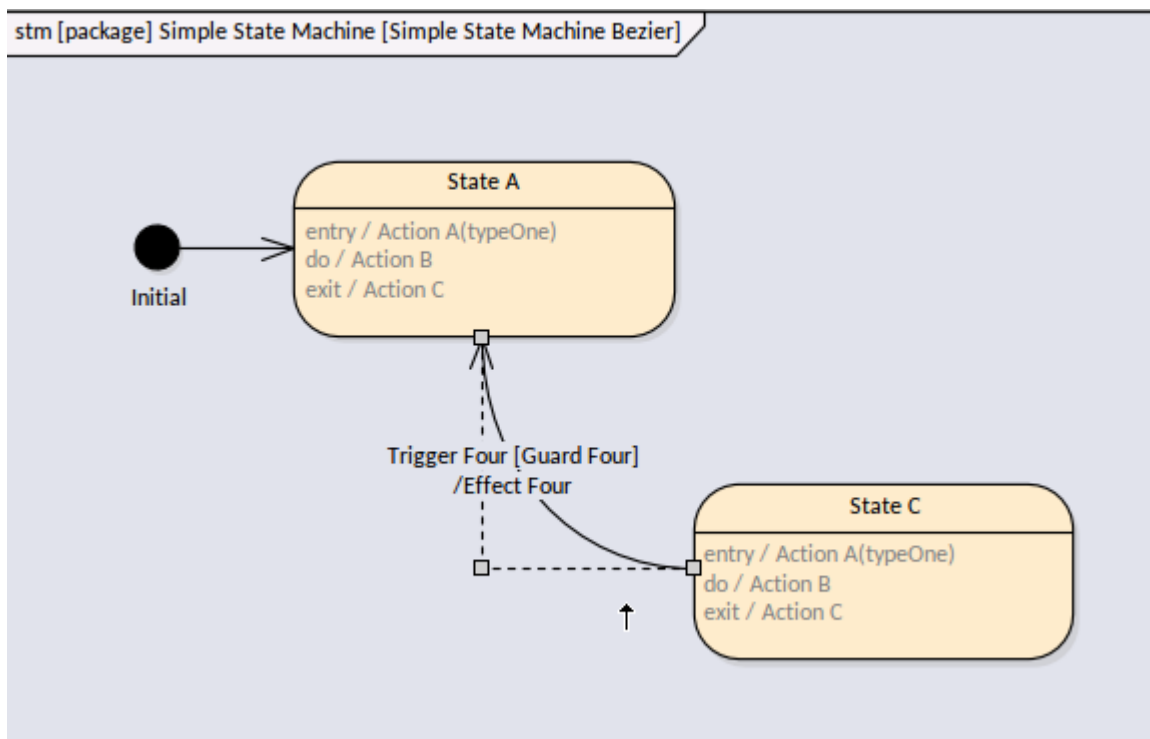 stm [package] Simple State Machine [Simple State Machine Bezier]
State A
entry / Action A(typeOne)
do / Action B
exit / Action C
Initial
Trigger Four [Guard Four]
/Effect Four
State C
entry / Action A(typeOne)
do / Action B
exit / Action C